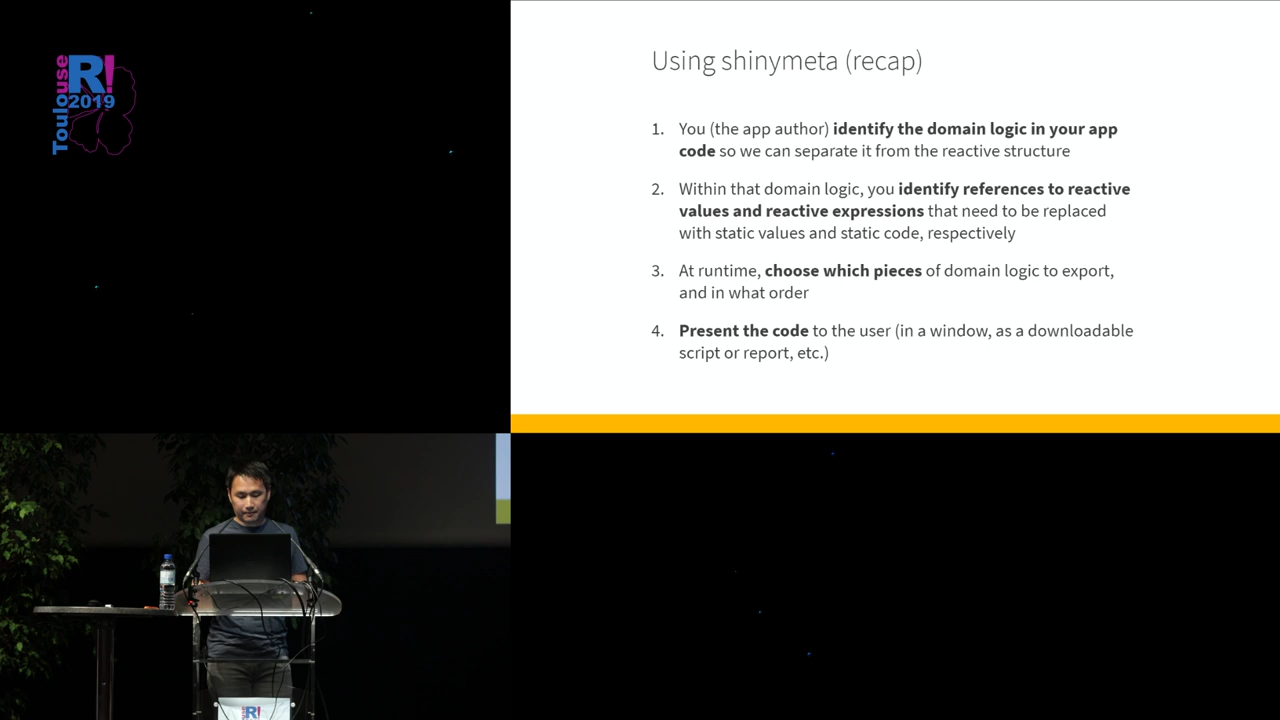 Toulouse
R!
2019
Using shinymeta (recap)
1. You (the app author) identify the domain logic in your app
code so we can separate it from the reactive structure
2. Within that domain logic, you identify references to reactive
values and reactive expressions that need to be replaced
with static values and static code, respectively
3. At runtime, choose which pieces of domain logic to export,
and in what order
4. Present the code to the user (in a window, as a downloadable
script or report, etc.)
R!